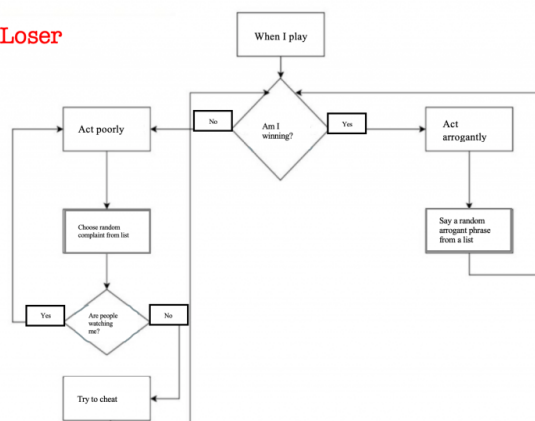 Loser
When I play
Am I
winning?
No
Yes
Act poorly
Act
arrogantly
Choose random
complaint from list
Say a random
arrogant phrase
from a list
Are people
watching
me?
Yes
No
Try to cheat